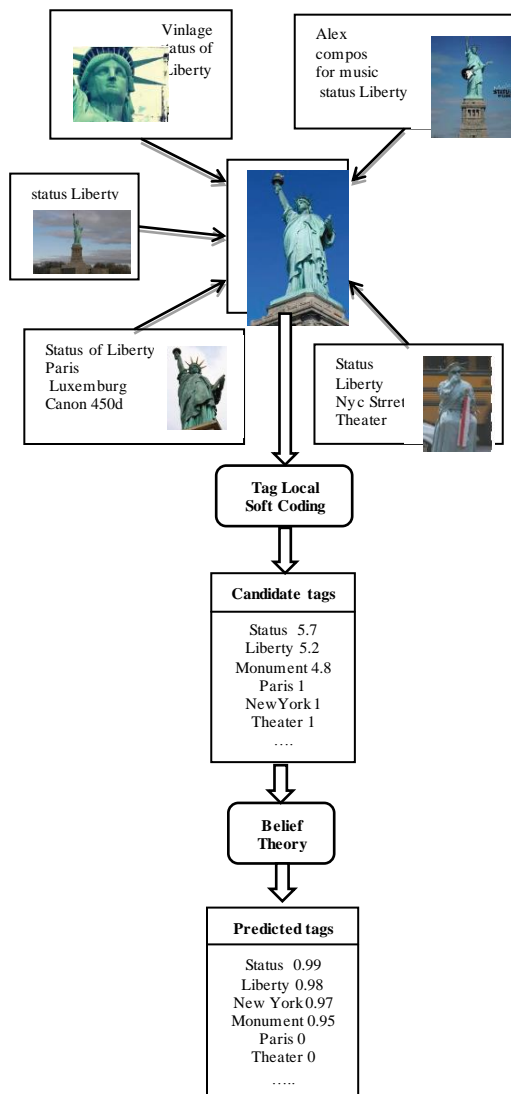 Vinlage
status of
Liberty
Alex
compos
for music
status Liberty
status Liberty
Status of Liberty
Paris
Luxemburg
Canon 450d
Status
Liberty
Nyc Strret
Theater
Tag Local
Soft Coding
Candidate tags
Status 5.7
Liberty 5.2
Monument 4.8
Paris 1
NewYork 1
Theater 1
….
Belief
Theory
Predicted tags
Status 0.99
Liberty 0.98
New York 0.97
Monument 0.95
Paris 0
Theater 0
…..